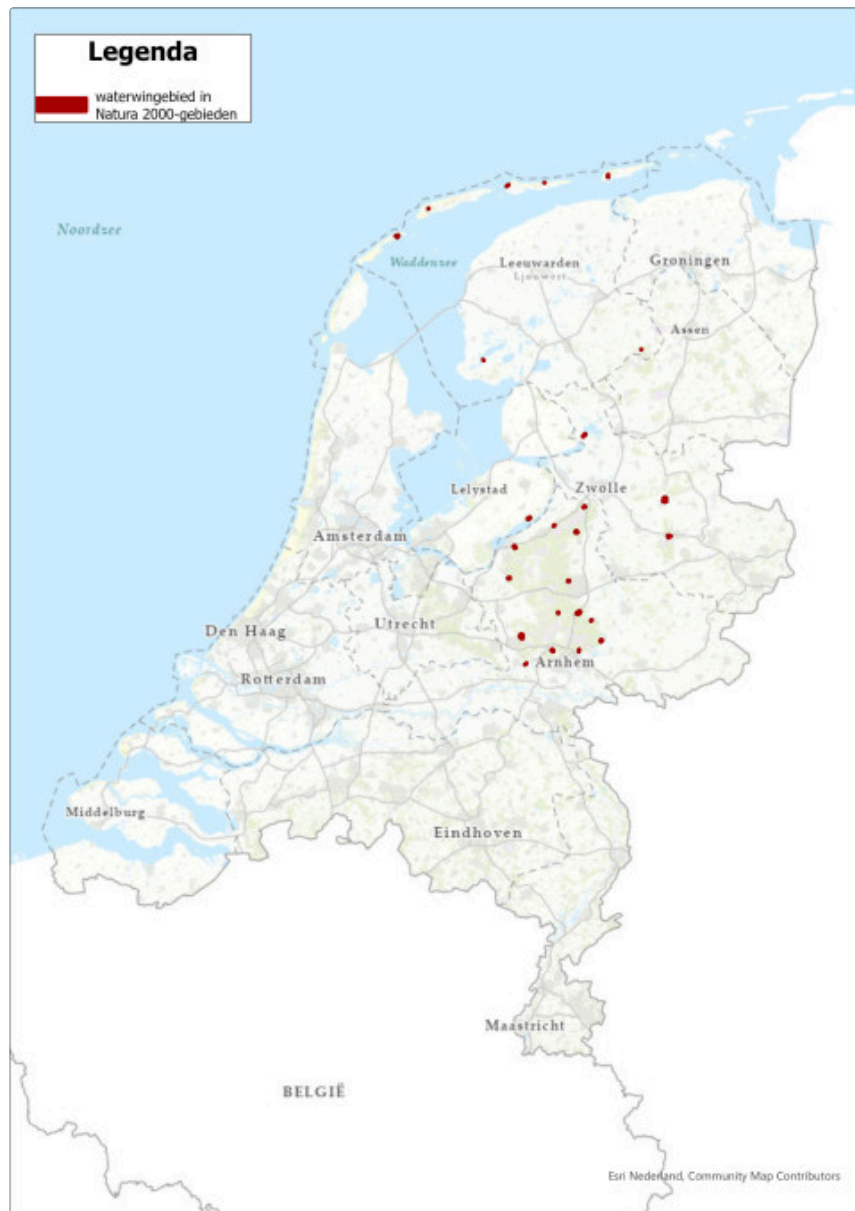 Legenda
waterwingebied in
Natura 2000-gebieden
Noordzee
Waddenzee
Leeuwarden
Ljouwert
Groningen
Assen
Lelystad
Zwolle
Amsterdam
Utrecht
Den Haag
Rotterdam
Arnhem
Middelburg
Eindhoven
Maastricht
BELGIË
Esri Nederland, Community Map Contributors